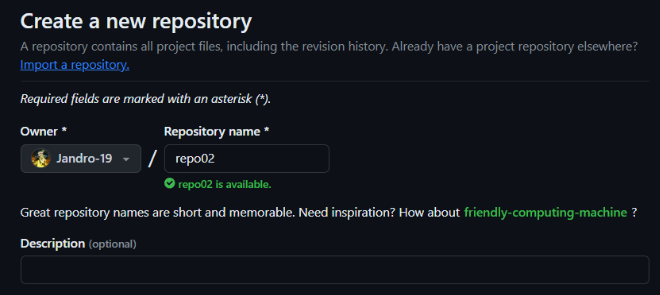 Create a new repository
A repository contains all project files, including the revision history. Already have a project repository elsewhere?
Import a repository.
Required fields are marked with an asterisk (*).
Owner * Repository name *
Jandro-19 / repo02
repo02 is available.
Great repository names are short and memorable. Need inspiration? How about friendly-computing-machine ?
Description (optional)